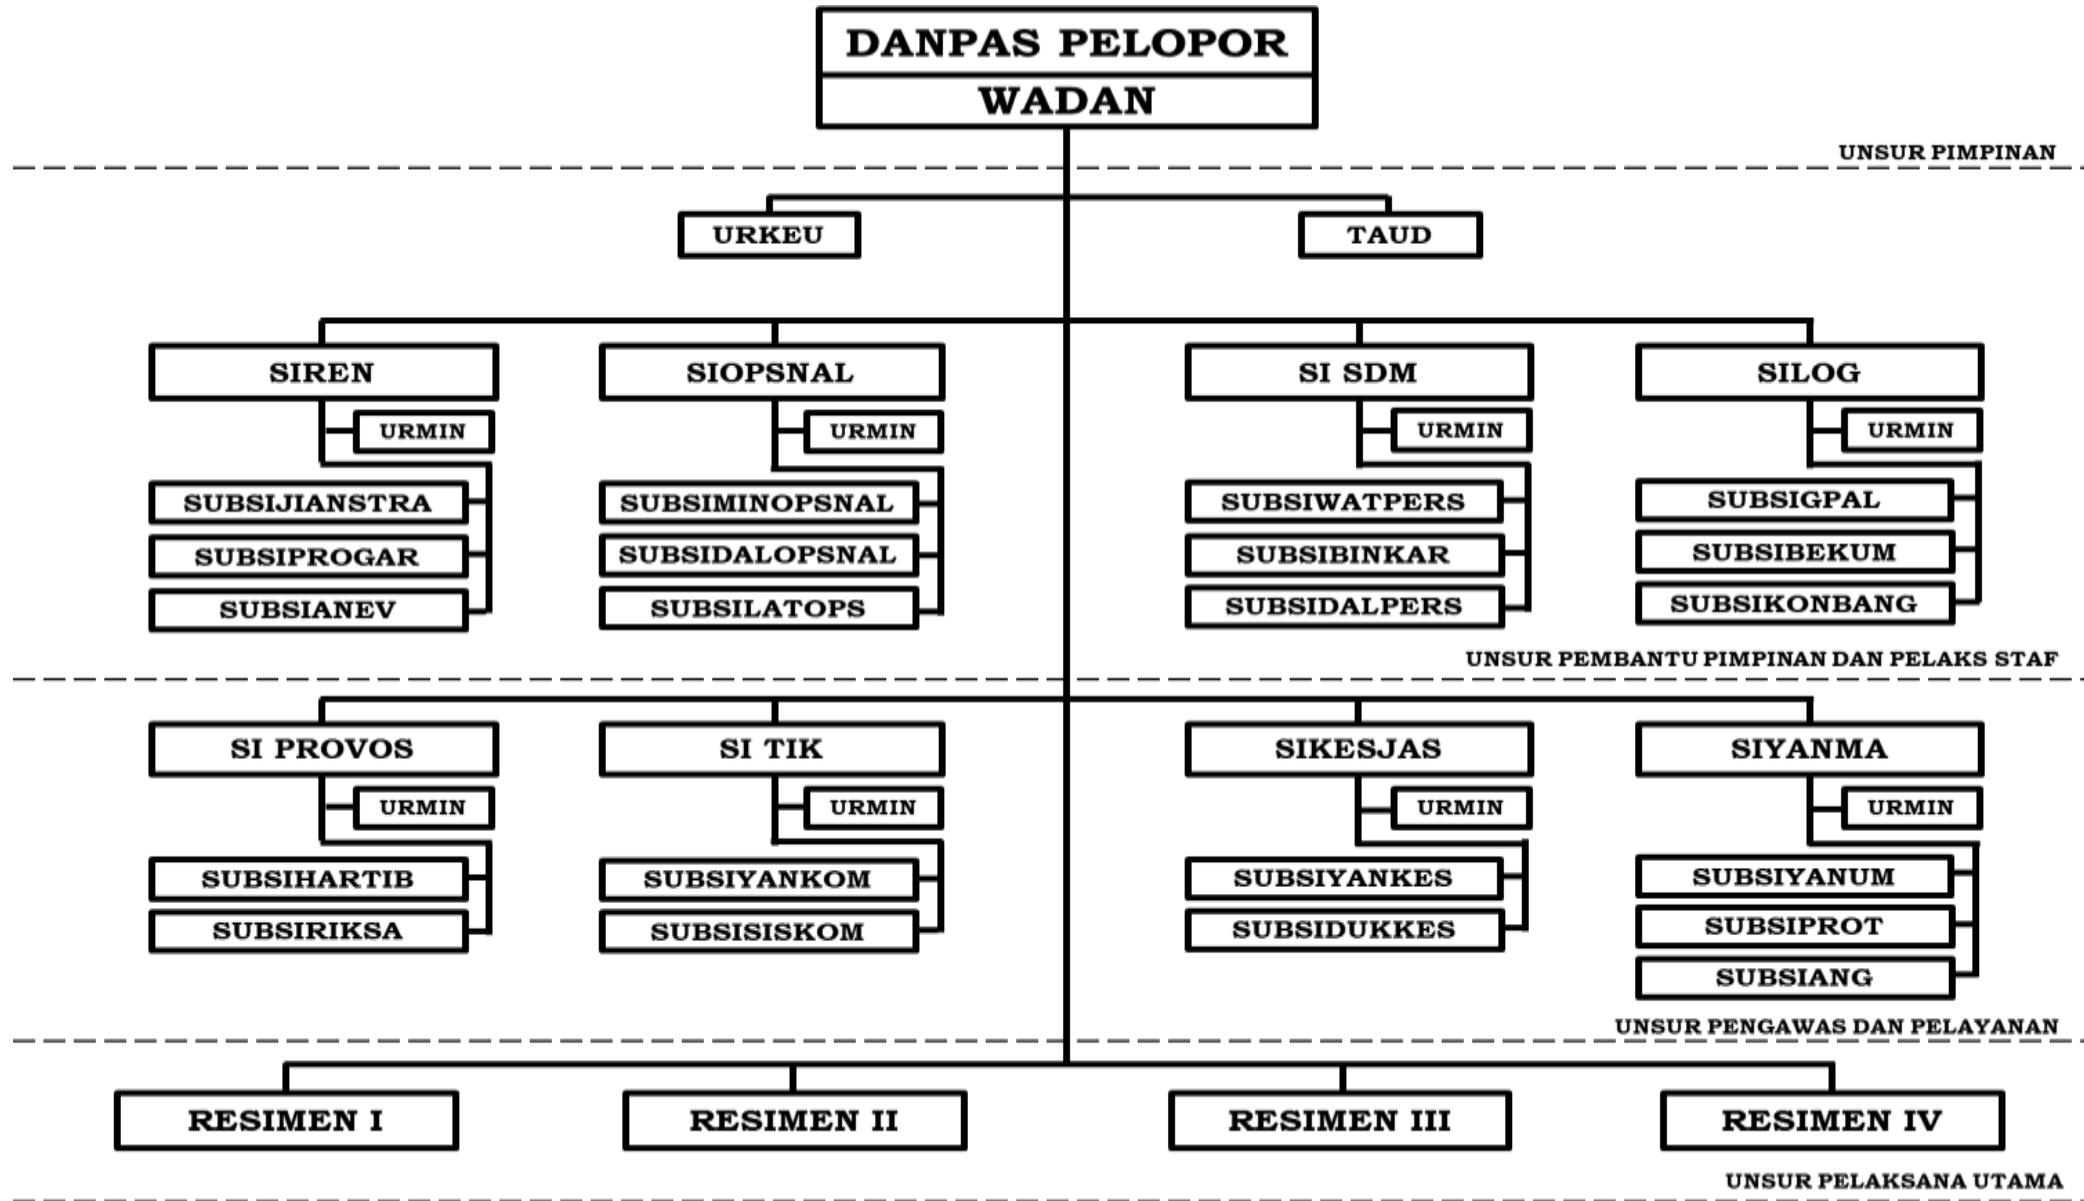 DANPAS PELOPOR
WADAN
UNSUR PIMPINAN
URKEU
TAUD
SIREN
SIOPSNAL
SI SDM
SILOG
URMIN
URMIN
URMIN
URMIN
SUBSIJIANSTRA
SUBSIMINOPSNAL
SUBSIWATPERS
SUBSIGPAL
SUBSIPROGAR
SUBSIDALOPSNAL
SUBSIBINKAR
SUBSIBEKUM
SUBSIANEV
SUBSILATOPS
SUBSIDALPERS
SUBSIKONBANG
UNSUR PEMBANTU PIMPINAN DAN PELAKS STAF
SI PROVOS
SI TIK
SIKESJAS
SIYANMA
URMIN
URMIN
URMIN
URMIN
SUBSIHARTIB
SUBSIYANKOM
SUBSIYANKES
SUBSIYANUM
SUBSIRIKSA
SUBSISISKOM
SUBSIDUKKES
SUBSIPROT
SUBSIANG
UNSUR PENGAWAS DAN PELAYANAN
RESIMEN I
RESIMEN II
RESIMEN III
RESIMEN IV
UNSUR PELAKSANA UTAMA